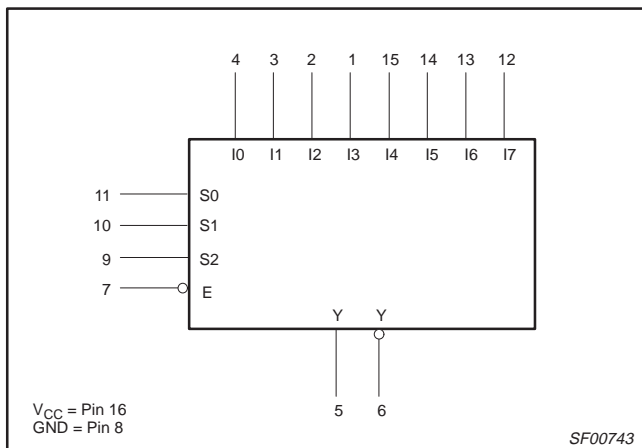 4 3 2 1 15 14 13 12
I0 I1 I2 I3 I4 I5 I6 I7
11 S0
10 S1
9 S2
7 E
Y Y
5 6
VCC = Pin 16
GND = Pin 8
SF00743